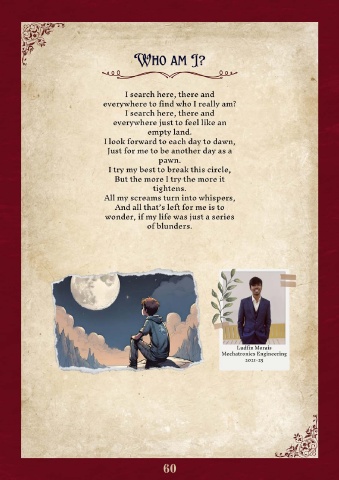 WHO AM I?
I search here, there and
everywhere to find who I really am?
I search here, there and
everywhere just to feel like an
empty land.
I look forward to each day to dawn,
Just for me to be another day as a
pawn.
I try my best to break this circle,
But the more I try the more it
tightens.
All my screams turn into whispers,
And all that's left for me is to
wonder, if my life was just a series
of blunders.
Ludfin Morais
Mechatronics Engineering
2021-25
60